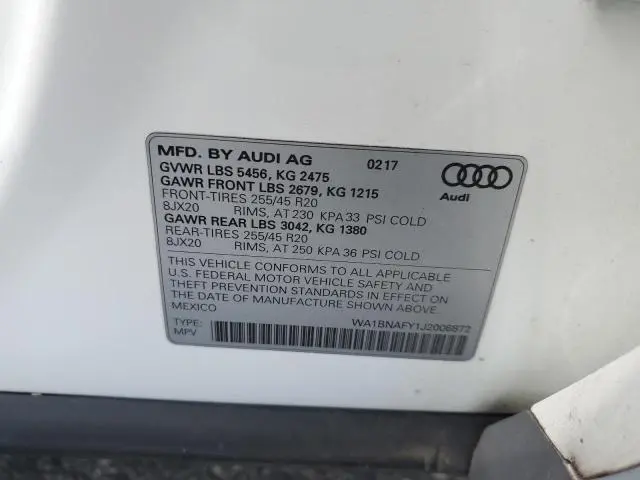 MFD. BY AUDI AG 0217
GVWR LBS 5456, KG 2475
GAWR FRONT LBS 2679, KG 1215
FRONT-TIRES 255/45 R20
8JX20 RIMS, AT 230 KPA 33 PSI COLD
GAWR REAR LBS 3042, KG 1380
REAR-TIRES 255/45 R20
8JX20 RIMS, AT 250 KPA 36 PSI COLD
Audi
THIS VEHICLE CONFORMS TO ALL APPLICABLE
U.S. FEDERAL MOTOR VEHICLE SAFETY AND
THEFT PREVENTION STANDARDS IN EFFECT ON
THE DATE OF MANUFACTURE SHOWN ABOVE
MEXICO
TYPE: WA1BNAFY1J2006872
MPV